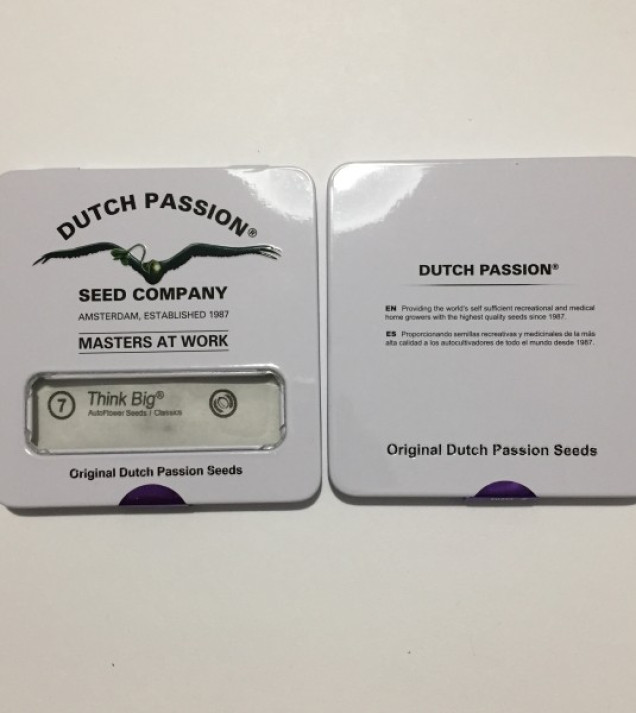 DUTCH PASSION®
SEED COMPANY
AMSTERDAM, ESTABLISHED 1987
MASTERS AT WORK
7
Think Big®
AutoFlower Seeds / Classics
Original Dutch Passion Seeds
DUTCH PASSION®
EN Providing the world's self sufficient recreational and medical
home growers with the highest quality seeds since 1987.
ES Proporcionando semillas recreativas y medicinales de la más
alta calidad a los autocultivadores de todo el mundo desde 1987.
Original Dutch Passion Seeds